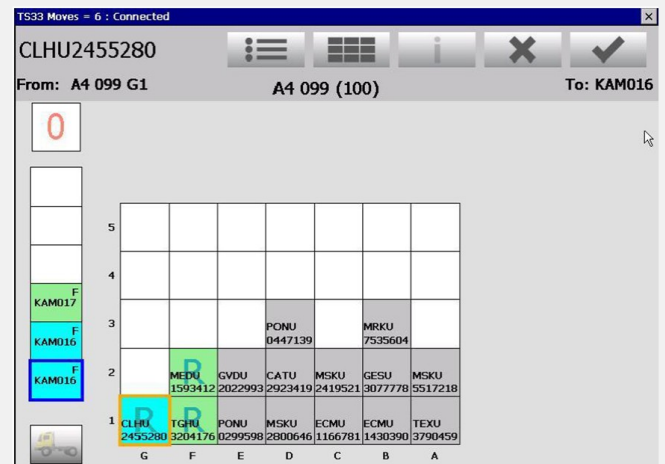 TS33 Moves = 6 : Connected
CLHU2455280
From: A4 099 G1
A4 099 (100)
To: KAM016
0
F
KAM017
F
KAM016
F
KAM016
5
4
3
PONU
0447139
MRKU
7535604
2
R
MEDU
1593412
GVDU
2022993
CATU
2923419
MSKU
2419521
GESU
3077778
MSKU
5517218
1
R
CLHU
2455280
R
TGHU
3204176
PONU
0299598
MSKU
2800646
ECMU
1166781
ECMU
1430390
TEXU
3790459
G F E D C B A